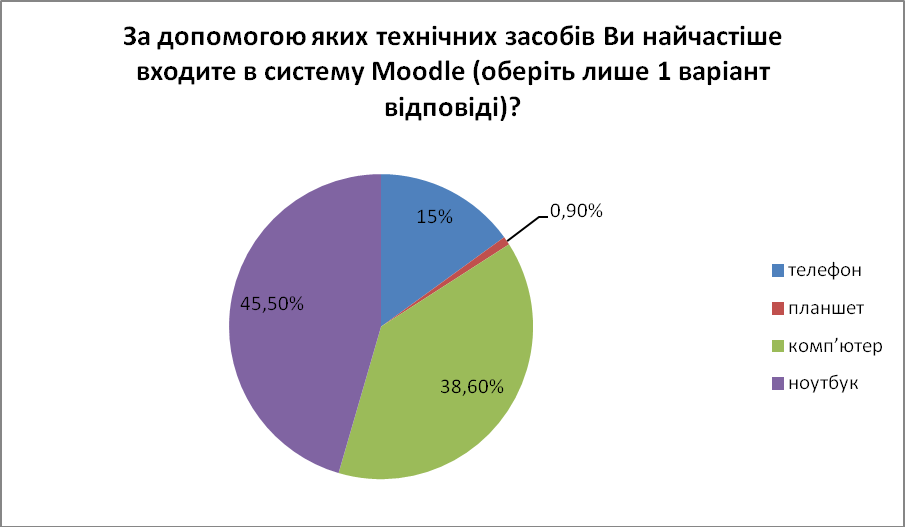 За допомогою яких технічних засобів Ви найчастіше
входите в систему Moodle (оберіть лише 1 варіант
відповіді)?
15%
0,90%
45,50%
38,60%
телефон
планшет
комп’ютер
ноутбук